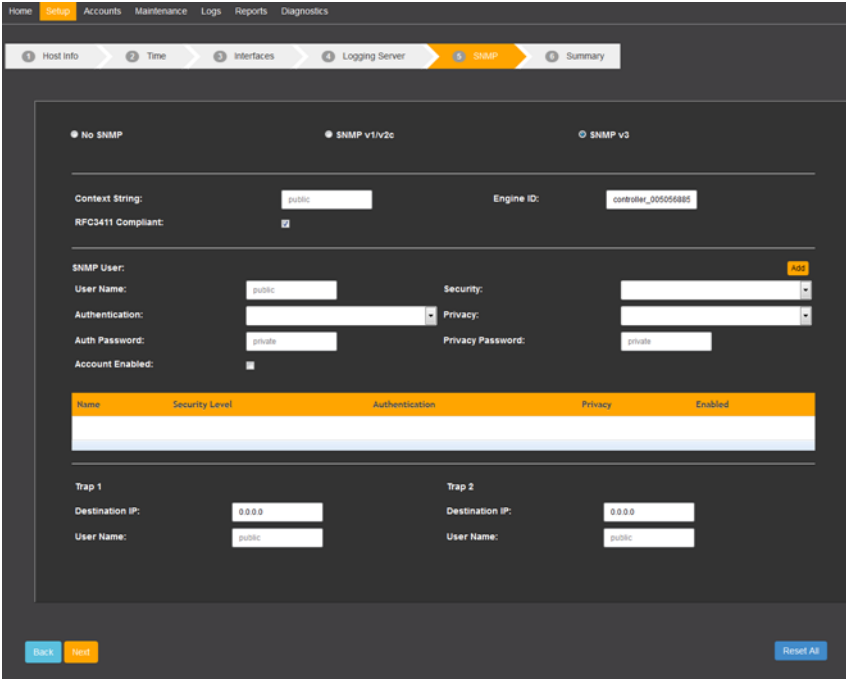 Home Setup Accounts Maintenance Logs Reports Diagnostics
1 Host Info 2 Time 3 Interfaces 4 Logging Server 5 SNMP 6 Summary
No SNMP SNMP v1/v2c SNMP v3
Context String: public Engine ID: controller_005056885
RFC3411 Compliant:
SNMP User: Add
User Name: public Security:
Authentication: Privacy:
Auth Password: private Privacy Password: private
Account Enabled:
Name Security Level Authentication Privacy Enabled
Trap 1 Trap 2
Destination IP: 0.0.0.0 Destination IP: 0.0.0.0
User Name: public User Name: public
Back Next Reset All